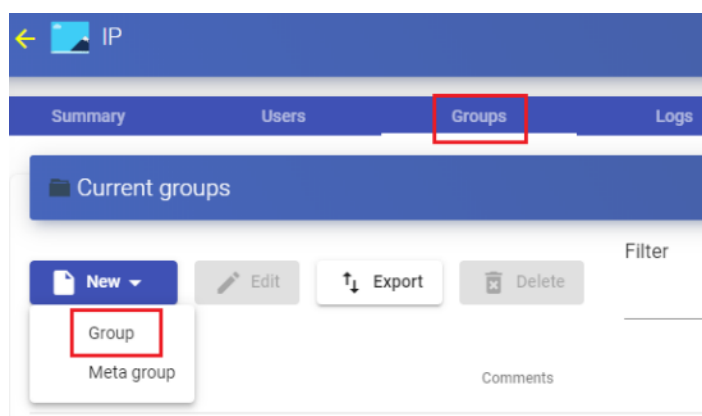 IP
Summary Users Groups Logs
Current groups
Filter
New Edit Export Delete
Group
Meta group
Comments